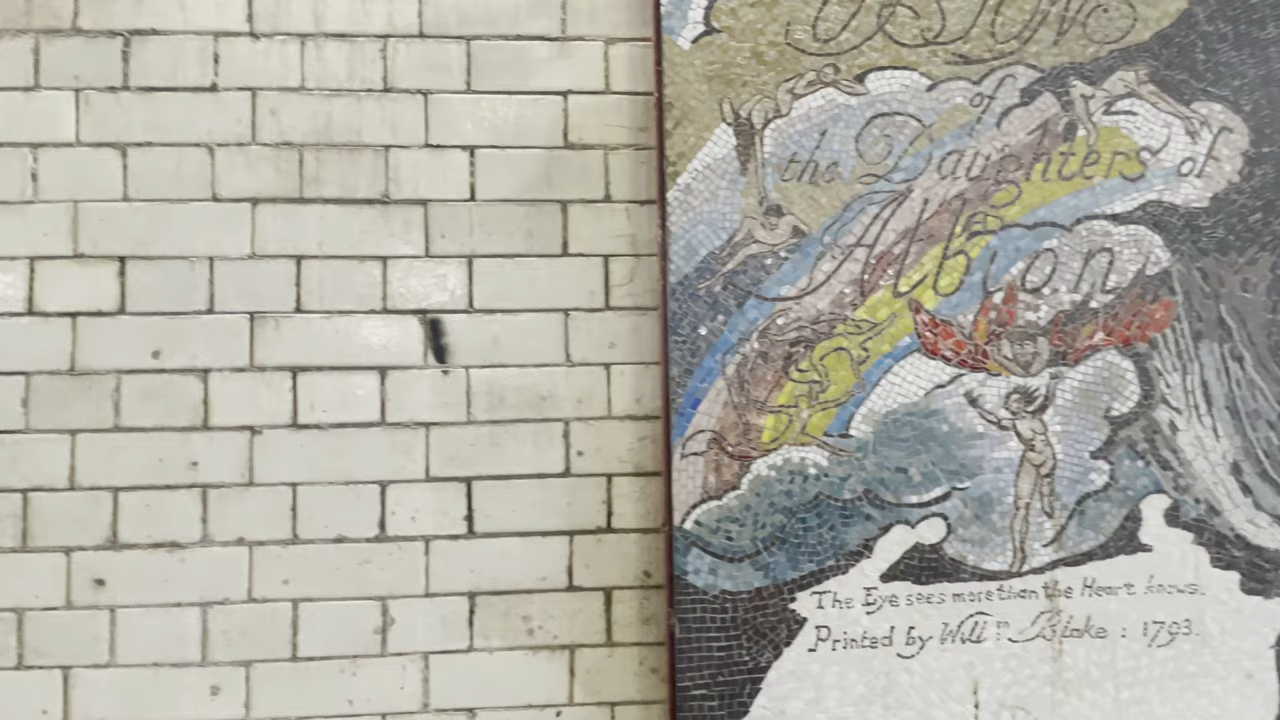 of
the Daughters of
Albion
The Eye sees more than the Heart knows.
Printed by Will.m Blake : 1793.